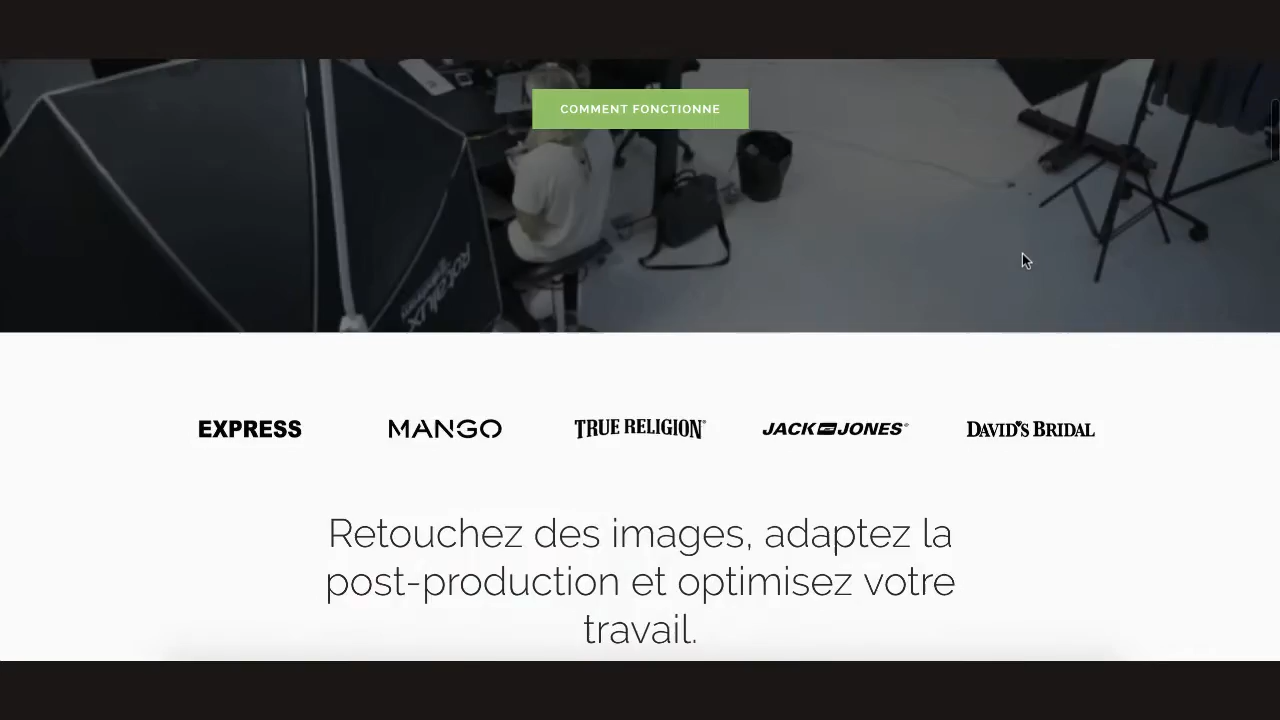 COMMENT FONCTIONNE
Rotalux
EXPRESS
MANGO
TRUE RELIGION®
JACK JONES®
DAVID'S BRIDAL
Retouchez des images, adaptez la
post-production et optimisez votre
travail.